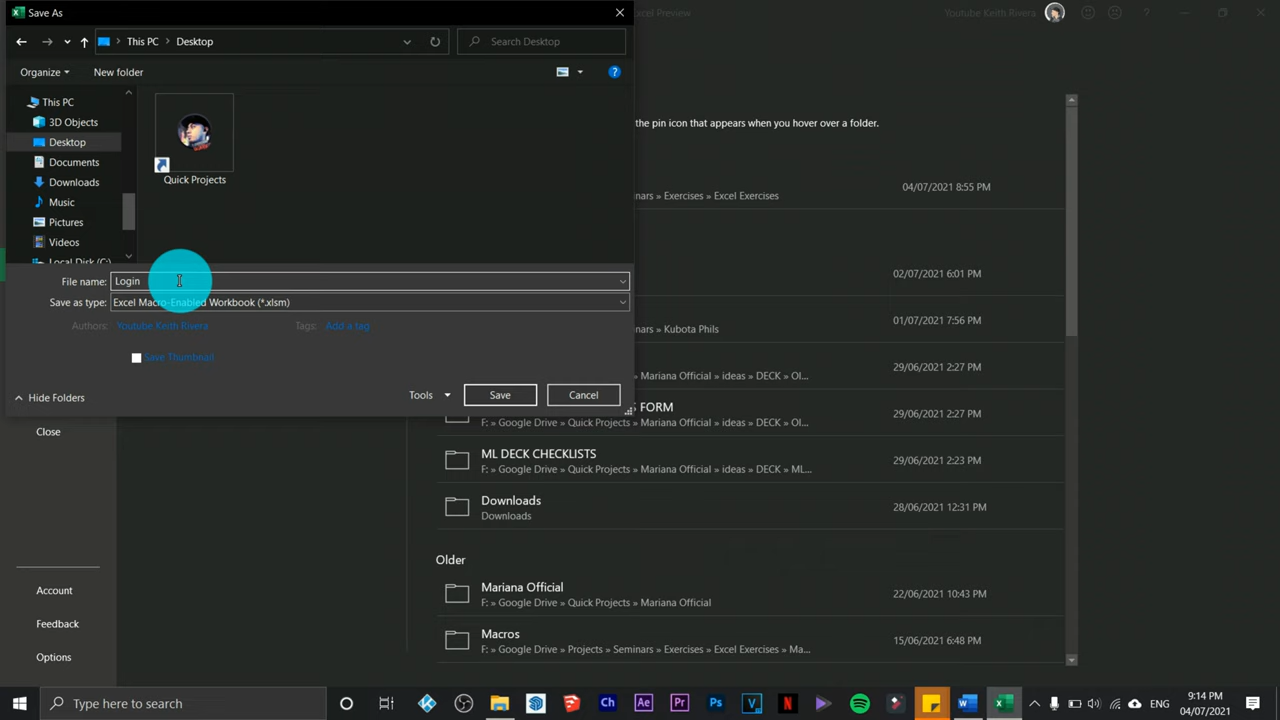 Save As
Excel Preview
Youtube Keith Rivera
?
This PC
Desktop
Search Desktop
Organize
New folder
?
This PC
3D Objects
Desktop
Documents
Downloads
Music
Pictures
Videos
Local Disk (C:)
Quick Projects
File name: Login
Save as type: Excel Macro-Enabled Workbook (*.xlsm)
Authors: Youtube Keith Rivera
Tags: Add a tag
Save Thumbnail
Hide Folders
Tools
Save
Cancel
the pin icon that appears when you hover over a folder.
04/07/2021 8:55 PM
» Exercises » Excel Exercises
02/07/2021 6:01 PM
01/07/2021 7:56 PM
» Kubota Phils
29/06/2021 2:27 PM
» Mariana Official » ideas » DECK » Ol...
FORM
29/06/2021 2:27 PM
F: » Google Drive » Quick Projects » Mariana Official » ideas » DECK » Ol...
ML DECK CHECKLISTS
29/06/2021 2:23 PM
F: » Google Drive » Quick Projects » Mariana Official » ideas » DECK » ML...
Downloads
28/06/2021 12:31 PM
Downloads
Older
Mariana Official
22/06/2021 10:43 PM
F: » Google Drive » Quick Projects » Mariana Official
Macros
15/06/2021 6:48 PM
F: » Google Drive » Projects » Seminars » Exercises » Excel Exercises » Ma...
Close
Account
Feedback
Options
Type here to search
Ch
Ae
Pr
Ps
V
N
ENG
9:14 PM
04/07/2021